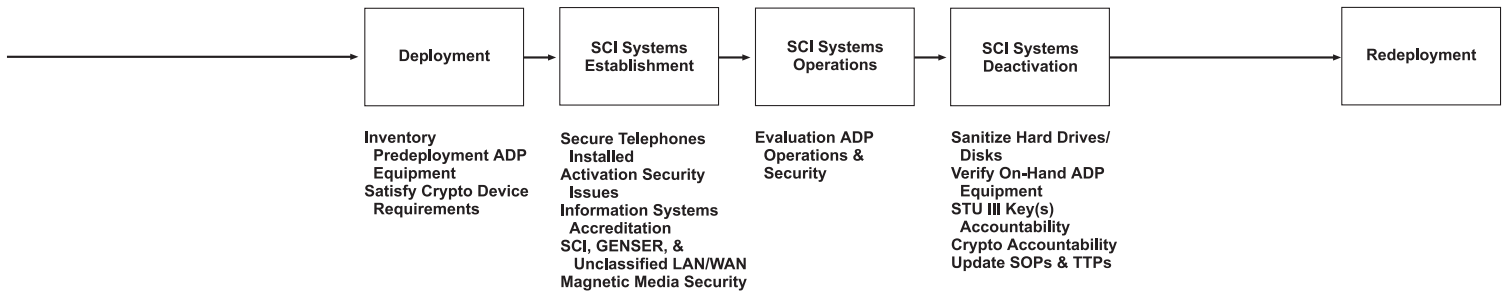 Deployment
SCI Systems
Establishment
SCI Systems
Operations
SCI Systems
Deactivation
Redeployment
Inventory
Predeployment ADP
Equipment
Satisfy Crypto Device
Requirements
Secure Telephones
Installed
Activation Security
Issues
Information Systems
Accreditation
SCI, GENSER, &
Unclassified LAN/WAN
Magnetic Media Security
Evaluation ADP
Operations &
Security
Sanitize Hard Drives/
Disks
Verify On-Hand ADP
Equipment
STU III Key(s)
Accountability
Crypto Accountability
Update SOPs & TTPs